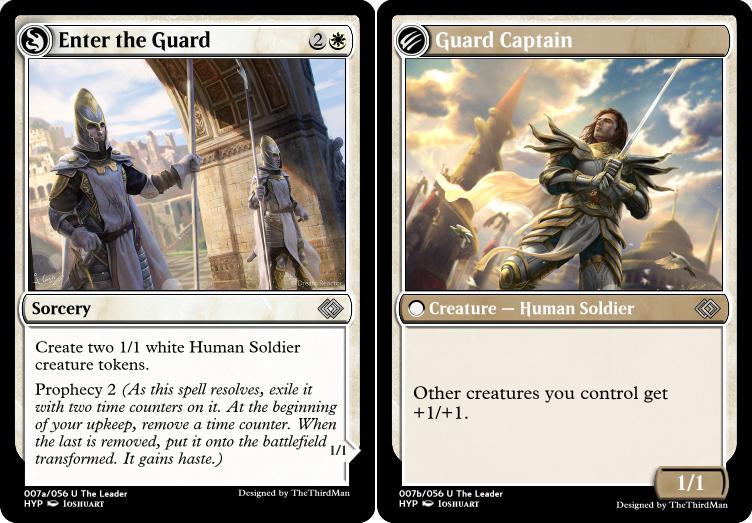 Enter the Guard 2
© Dream Reactor
Sorcery
Create two 1/1 white Human Soldier
creature tokens.
Prophecy 2 (As this spell resolves, exile it
with two time counters on it. At the beginning
of your upkeep, remove a time counter. When
the last is removed, put it onto the battlefield
transformed. It gains haste.)
1/1
007a/056 U The Leader
HYP Ioshuart
Designed by TheThirdMan
Guard Captain
Creature — Human Soldier
Other creatures you control get
+1/+1.
1/1
007b/056 U The Leader
HYP Ioshuart
Designed by TheThirdMan